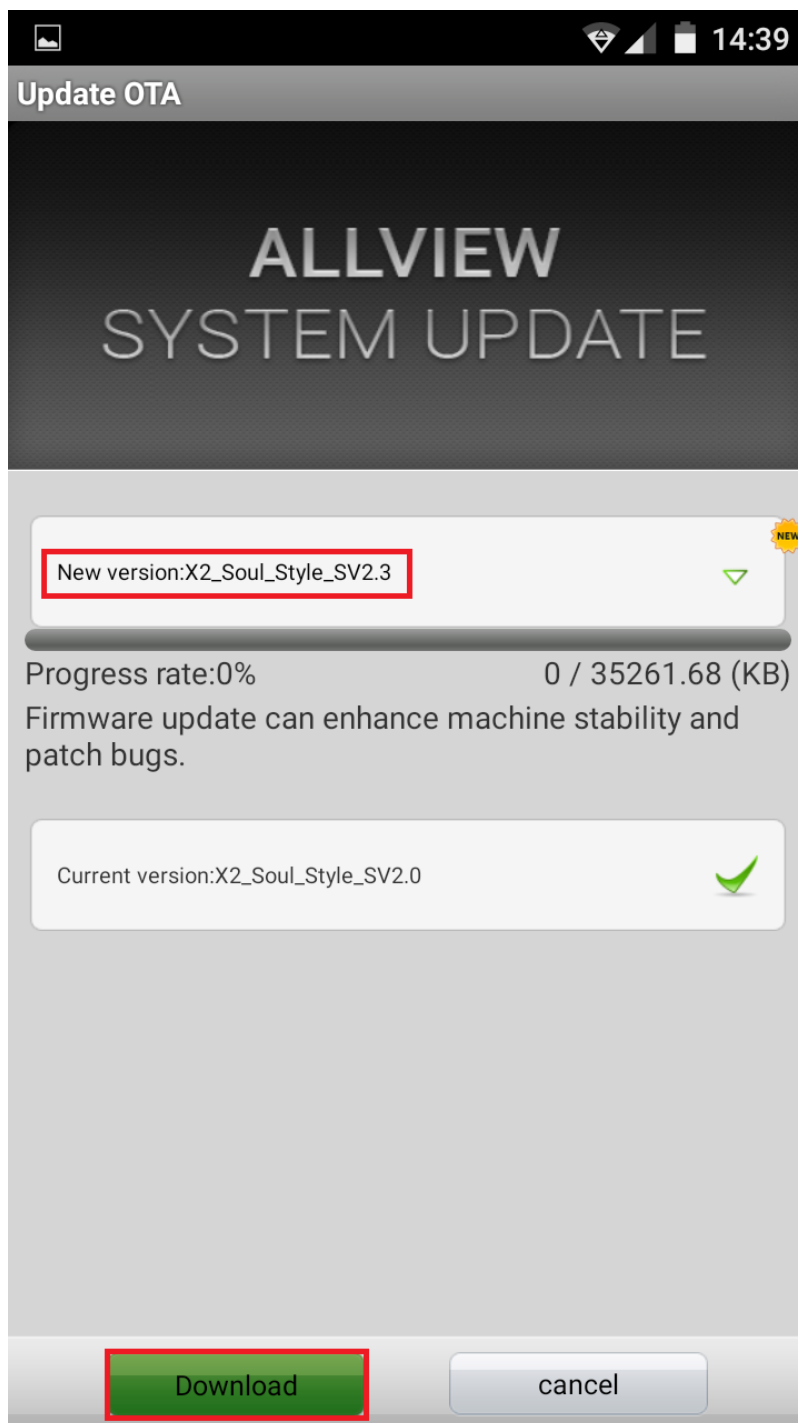 14:39
Update OTA
ALLVIEW
SYSTEM UPDATE
NEW
New version:X2_Soul_Style_SV2.3
Progress rate:0% 0 / 35261.68 (KB)
Firmware update can enhance machine stability and
patch bugs.
Current version:X2_Soul_Style_SV2.0
Download cancel